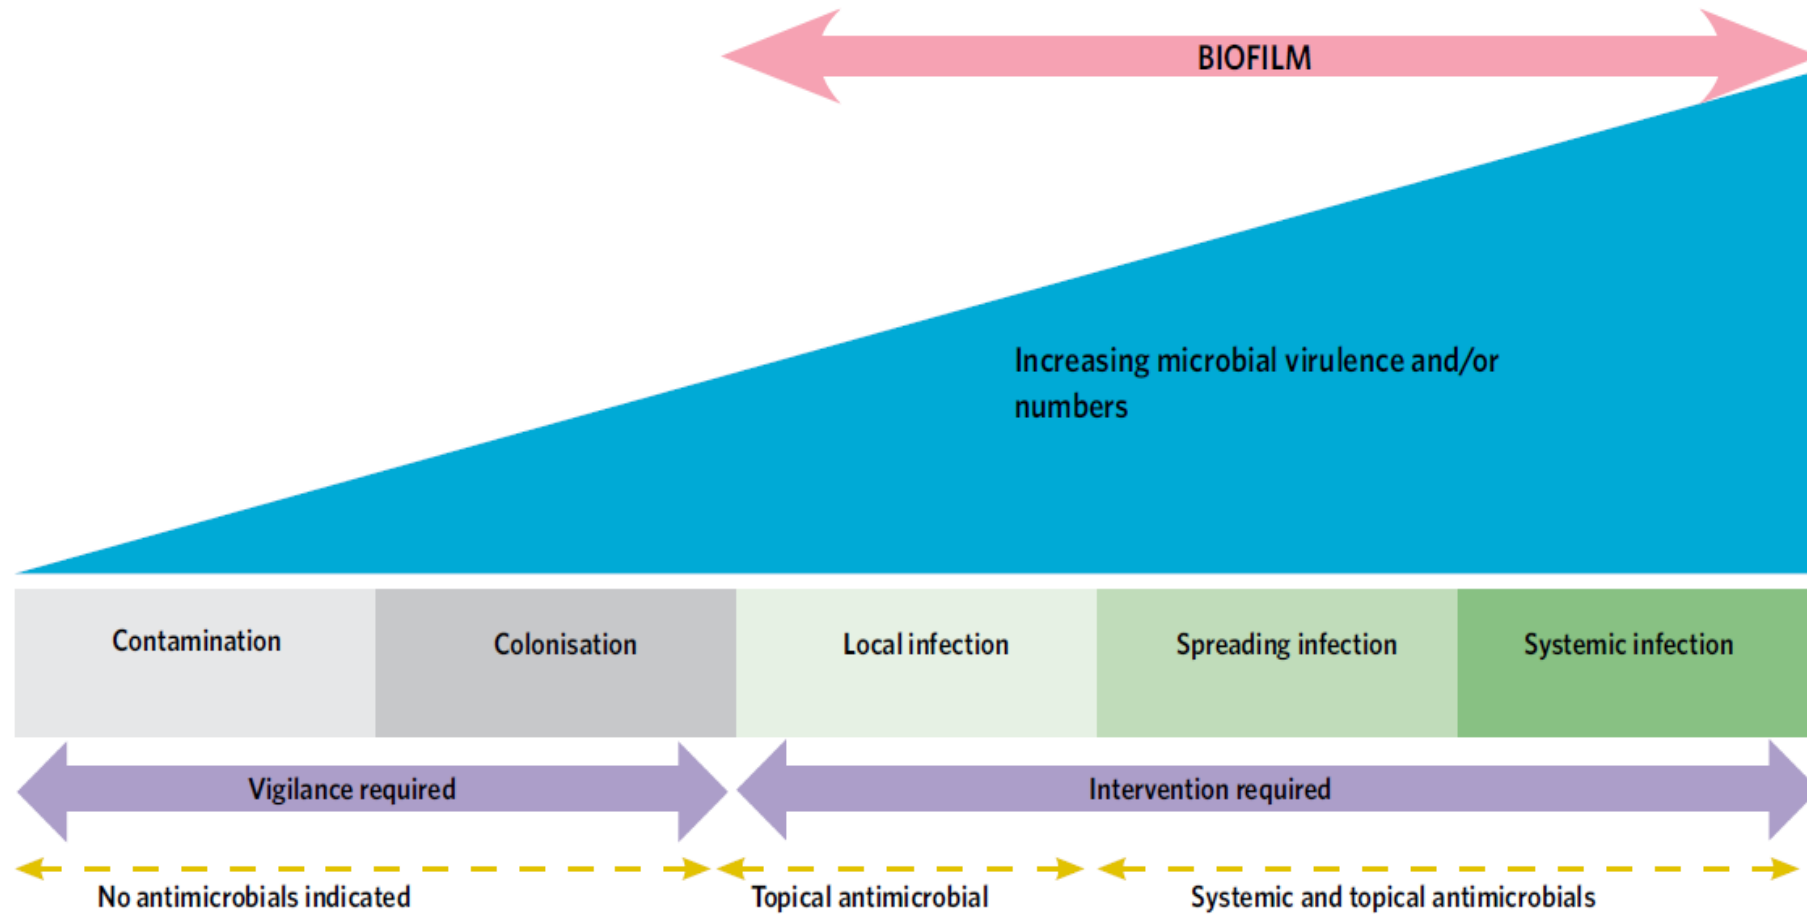 BIOFILM
Increasing microbial virulence and/or
numbers
Contamination
Colonisation
Local infection
Spreading infection
Systemic infection
Vigilance required
Intervention required
No antimicrobials indicated
Topical antimicrobial
Systemic and topical antimicrobials